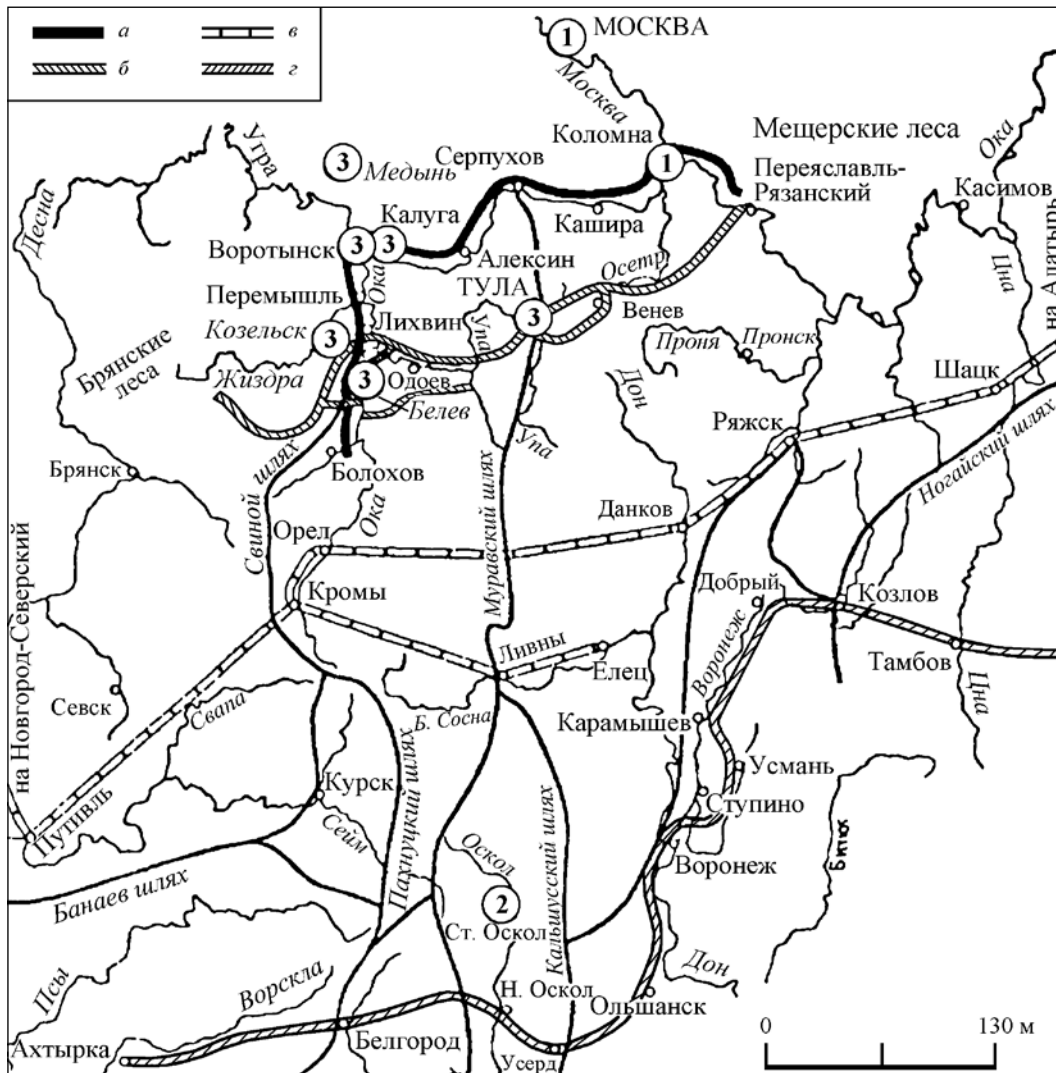 а
в
б
г
1 МОСКВА
Москва
Коломна
1
Мещерские леса
Ока
Переяславль-
Рязанский
Касимов
Угра
3
Медынь
Серпухов
Десна
Калуга
Кашира
Цна
на Алатырь
Воротынск 3 3
Алексин
Осетр
Ока
ТУЛА
3
Перемышль
Венев
Козельск
3
Лихвин
Упа
Проня
Пронск
Брянские
леса
Жиздра
3
Одоев
Дон
Шацк
Белев
Ряжск
Упа
Ногайский шлях
Брянск
Болохов
Свиной шлях
Ока
Муравский шлях
Данков
Орел
на Новгород-Северский
Кромы
Добрый
Козлов
Ливны
Воронеж
Елец
Тамбов
Севск
Свапа
Б. Сосна
Карамышев
Цна
Курск
Усмань
Путивль
Ступино
Сейм
Пахнуцкий шлях
Оскол
Кальшусский шлях
Битюк
Воронеж
Банаев шлях
2
Ст. Оскол
Псы
Ворскла
Дон
Н. Оскол
Ольшанск
0
130 м
Ахтырка
Белгород
Усерд